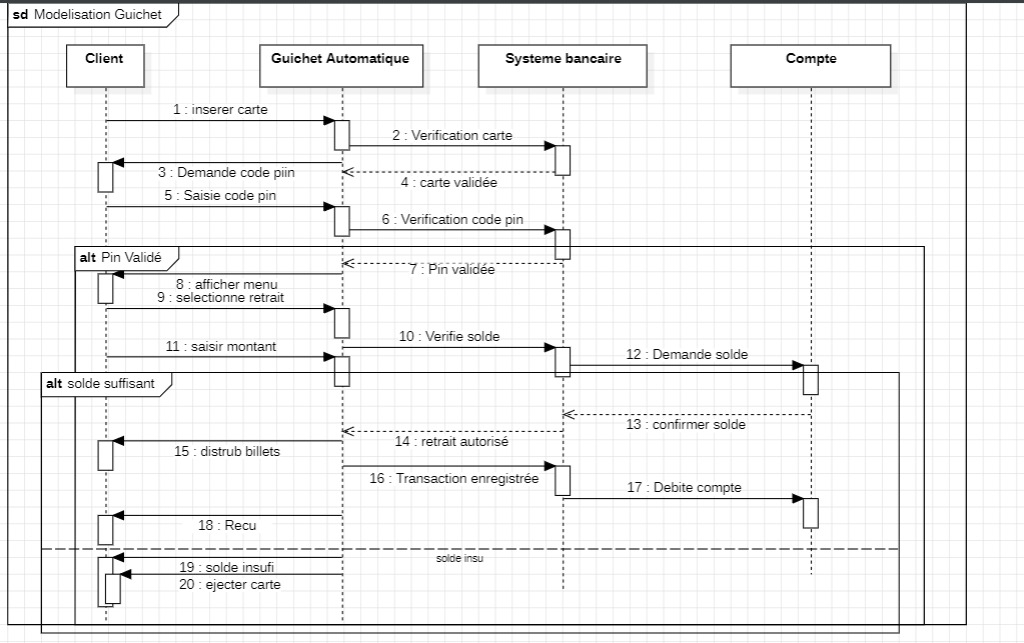 sd Modelisation Guichet
Client
Guichet Automatique
Systeme bancaire
Compte
1 : inserer carte
2 : Verification carte
3 : Demande code piin
4 : carte validée
5 : Saisie code pin
6 : Verification code pin
alt Pin Validé
7 : Pin validée
8 : afficher menu
9 : selectionne retrait
10 : Verifie solde
11 : saisir montant
12 : Demande solde
alt solde suffisant
13 : confirmer solde
14 : retrait autorisé
15 : distrub billets
16 : Transaction enregistrée
17 : Debite compte
18 : Recu
solde insu
19 : solde insufi
20 : ejecter carte